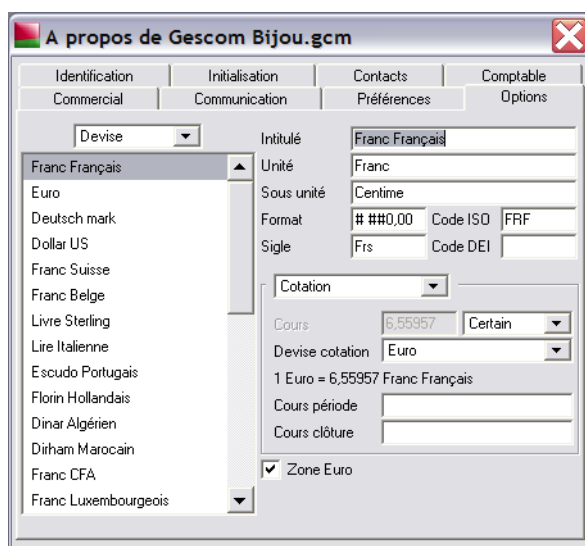 A propos de Gescom Bijou.gcm
Identification Initialisation Contacts Comptable
Commercial Communication Préférences Options
Devise
Franc Français
Euro
Deutsch mark
Dollar US
Franc Suisse
Franc Belge
Livre Sterling
Lire Italienne
Escudo Portugais
Florin Hollandais
Dinar Algérien
Dirham Marocain
Franc CFA
Franc Luxembourgeois
Intitulé Franc Français
Unité Franc
Sous unité Centime
Format # ##0,00 Code ISO FRF
Sigle Frs Code DEI
Cotation
Cours 6,55957 Certain
Devise cotation Euro
1 Euro = 6,55957 Franc Français
Cours période
Cours clôture
Zone Euro